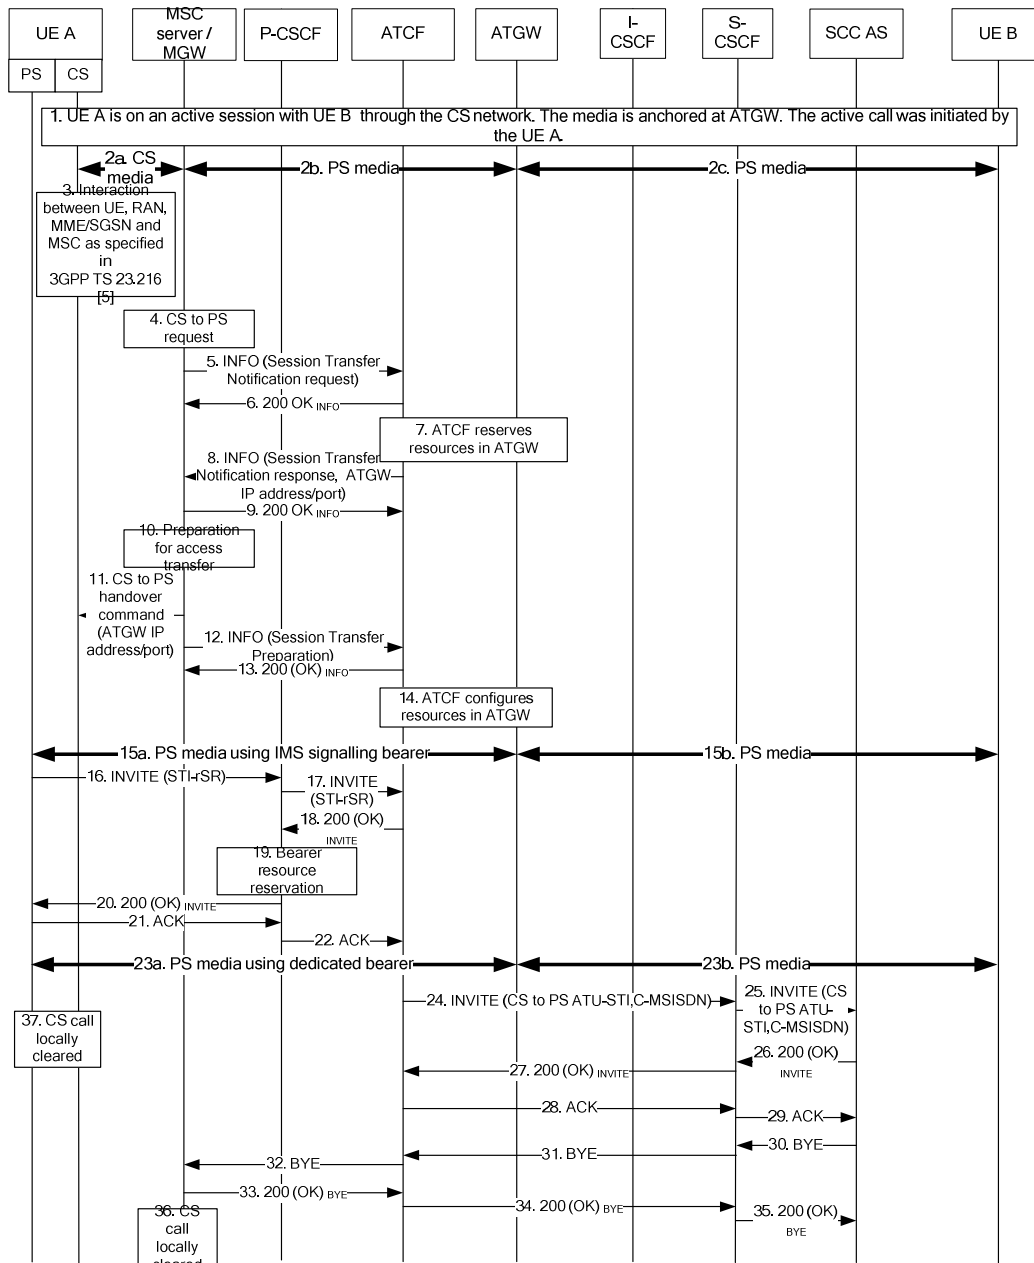 UE A
MSC
server /
MGW
P-CSCF
ATCF
ATGW
I-
CSCF
S-
CSCF
SCC AS
UE B
PS
CS
1. UE A is on an active session with UE B through the CS network. The media is anchored at ATGW. The active call was initiated by
the UE A.
2a. CS
media
2b. PS media
2c. PS media
3. Interaction
between UE, RAN,
MME/SGSN and
MSC as specified
in
3GPP TS 23.216
[5]
4. CS to PS
request
5. INFO (Session Transfer
Notification request)
6. 200 OK INFO
7. ATCF reserves
resources in ATGW
8. INFO (Session Transfer
Notification response, ATGW
IP address/port)
9. 200 OK INFO
10. Preparation
for access
transfer
11. CS to PS
handover
command
(ATGW IP
address/port)
12. INFO (Session Transfer
Preparation)
13. 200 (OK) INFO
14. ATCF configures
resources in ATGW
15a. PS media using IMS signalling bearer
15b. PS media
16. INVITE (STI-rSR)
17. INVITE
(STI-rSR)
18. 200 (OK)
INVITE
19. Bearer
resource
reservation
20. 200 (OK) INVITE
21. ACK
22. ACK
23a. PS media using dedicated bearer
23b. PS media
24. INVITE (CS to PS ATU-STI,C-MSISDN)
25. INVITE (CS
to PS ATU-
STI,C-MSISDN)
37. CS call
locally
cleared
26. 200 (OK)
INVITE
27. 200 (OK) INVITE
28. ACK
29. ACK
30. BYE
31. BYE
32. BYE
33. 200 (OK) BYE
34. 200 (OK) BYE
35. 200 (OK)
BYE
36. CS
call
locally
cleared